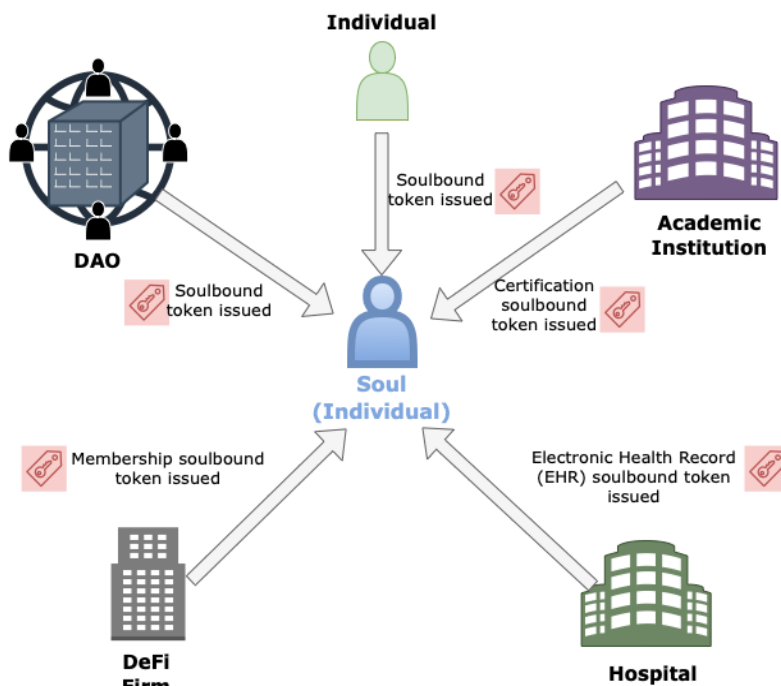 Individual
Soulbound
token issued
DAO
Academic
Institution
Soulbound
token issued
Certification
soulbound
token issued
Soul
(Individual)
Membership soulbound
token issued
Electronic Health Record
(EHR) soulbound token
issued
DeFi
Firm
Hospital